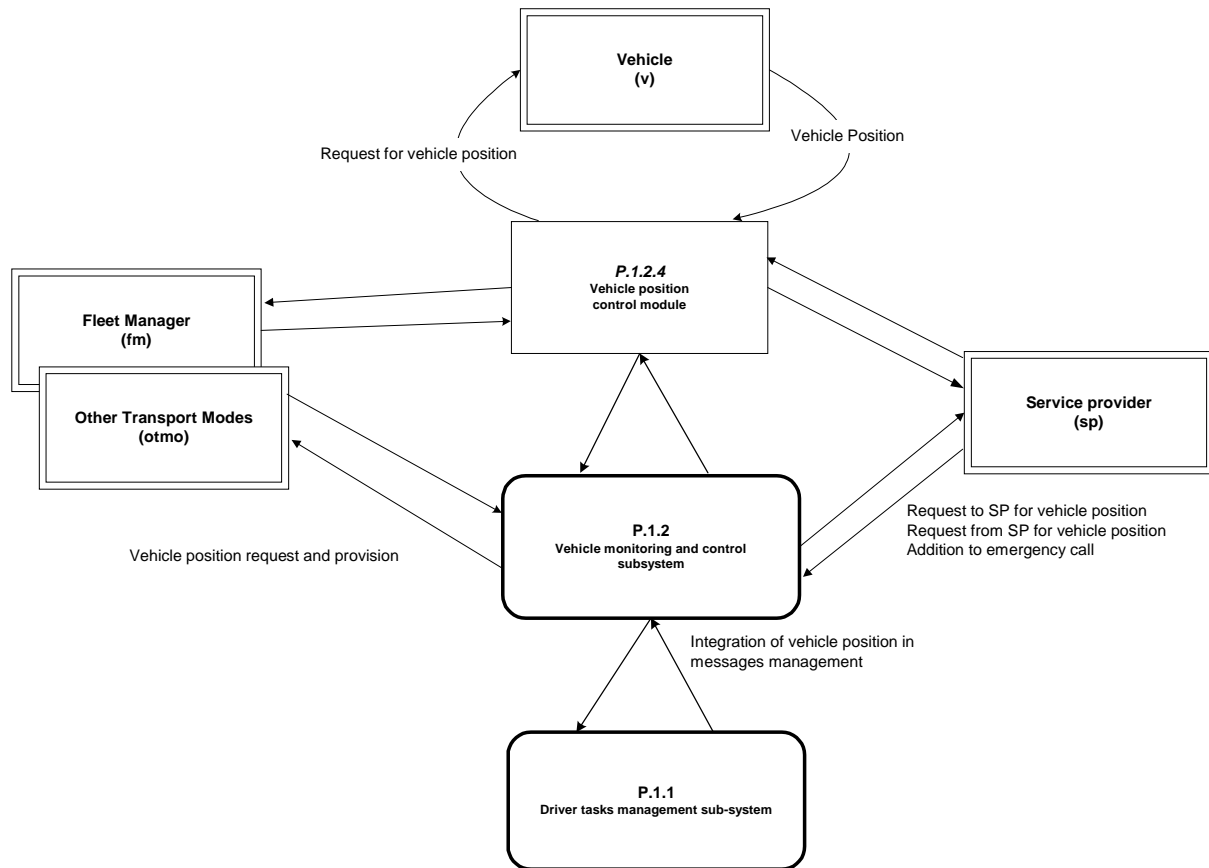 Vehicle
(v)
Request for vehicle position
Vehicle Position
P.1.2.4
Vehicle position
control module
Fleet Manager
(fm)
Other Transport Modes
(otmo)
Service provider
(sp)
Request to SP for vehicle position
Request from SP for vehicle position
Addition to emergency call
Vehicle position request and provision
P.1.2
Vehicle monitoring and control
subsystem
Integration of vehicle position in
messages management
P.1.1
Driver tasks management sub-system